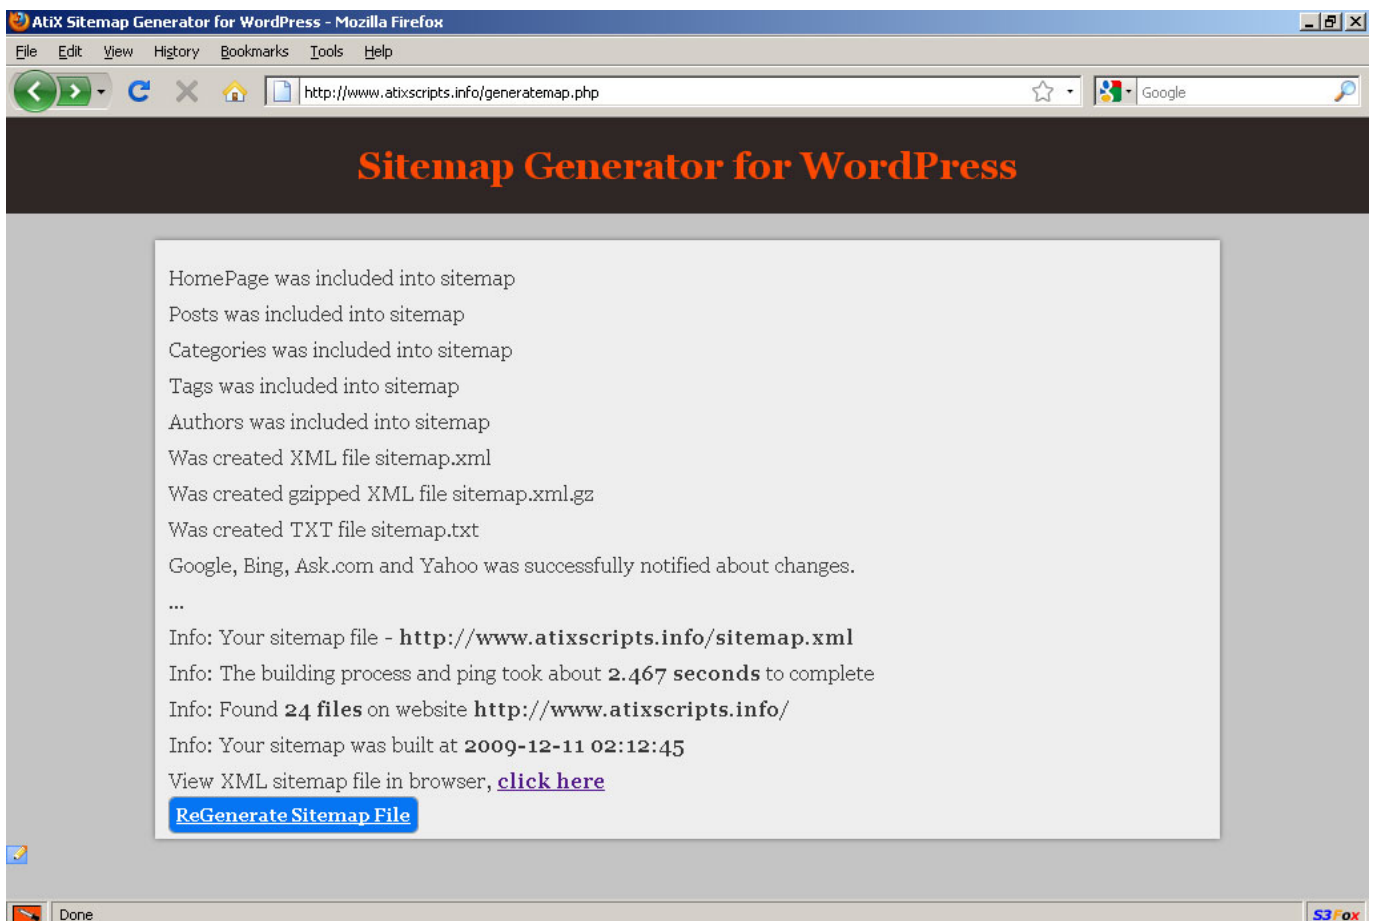 AtiX Sitemap Generator for WordPress - Mozilla Firefox
File Edit View History Bookmarks Tools Help
http://www.atixscripts.info/generatemap.php Google
Sitemap Generator for WordPress
HomePage was included into sitemap
Posts was included into sitemap
Categories was included into sitemap
Tags was included into sitemap
Authors was included into sitemap
Was created XML file sitemap.xml
Was created gzipped XML file sitemap.xml.gz
Was created TXT file sitemap.txt
Google, Bing, Ask.com and Yahoo was successfully notified about changes.
...
Info: Your sitemap file - http://www.atixscripts.info/sitemap.xml
Info: The building process and ping took about 2.467 seconds to complete
Info: Found 24 files on website http://www.atixscripts.info/
Info: Your sitemap was built at 2009-12-11 02:12:45
View XML sitemap file in browser, click here
ReGenerate Sitemap File
Done S3Fox